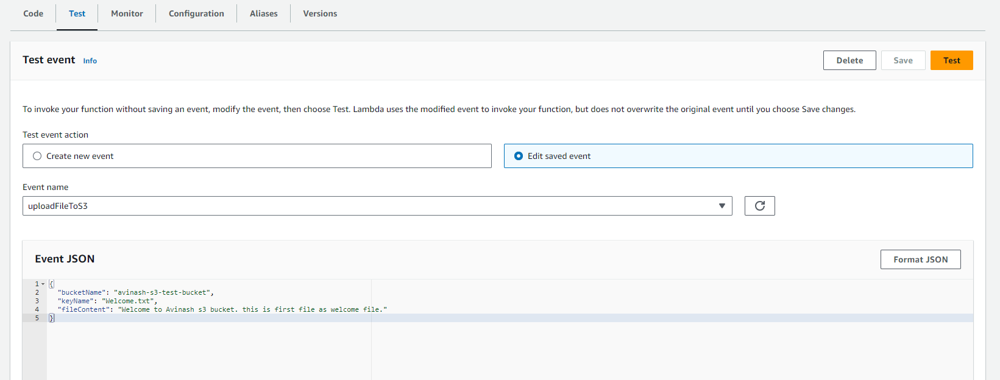 Code Test Monitor Configuration Aliases Versions
Test event Info Delete Save Test
To invoke your function without saving an event, modify the event, then choose Test. Lambda uses the modified event to invoke your function, but does not overwrite the original event until you choose Save changes.
Test event action
Create new event Edit saved event
Event name
uploadFileToS3
Event JSON Format JSON
1 {
2 "bucketName": "avinash-s3-test-bucket",
3 "keyName": "Welcome.txt",
4 "fileContent": "Welcome to Avinash s3 bucket. this is first file as welcome file."
5 }